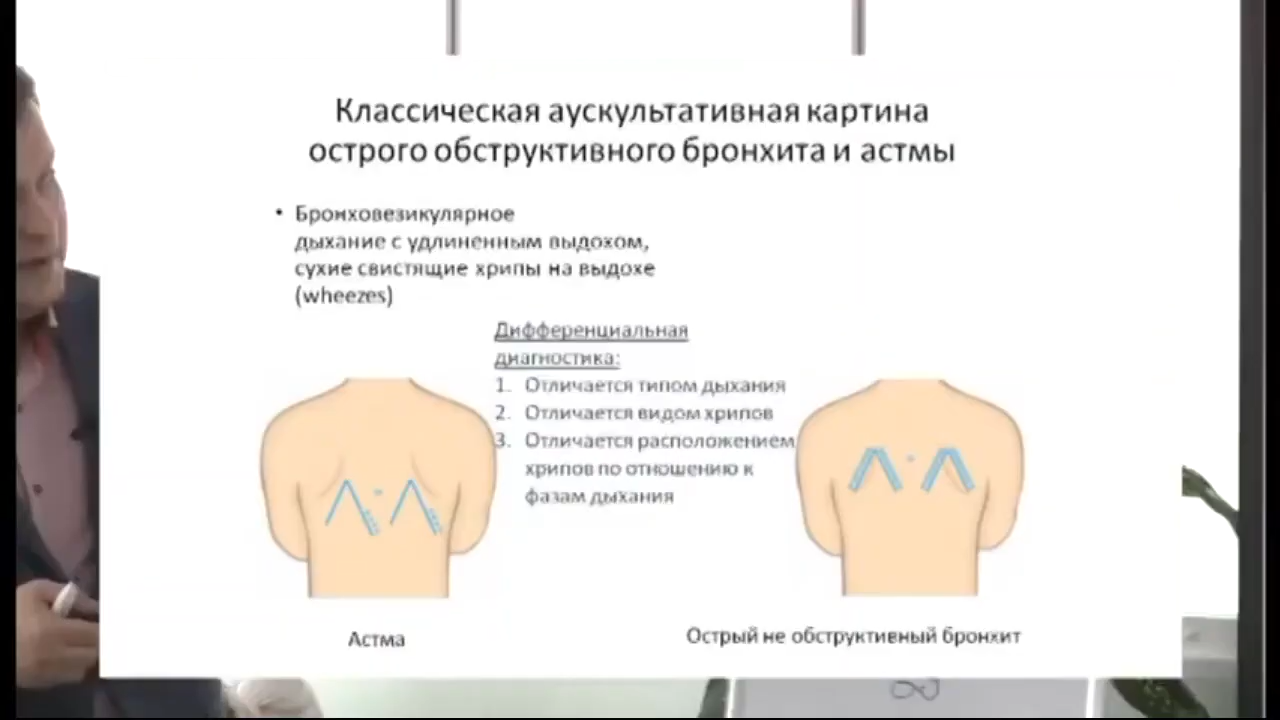 Классическая аускультативная картина
острого обструктивного бронхита и астмы
• Бронховезикулярное
дыхание с удлиненным выдохом,
сухие свистящие хрипы на выдохе
(wheezes)
Дифференциальная
диагностика:
1. Отличается типом дыхания
2. Отличается видом хрипов
3. Отличается расположением
хрипов по отношению к
фазам дыхания
Астма
Острый не обструктивный бронхит